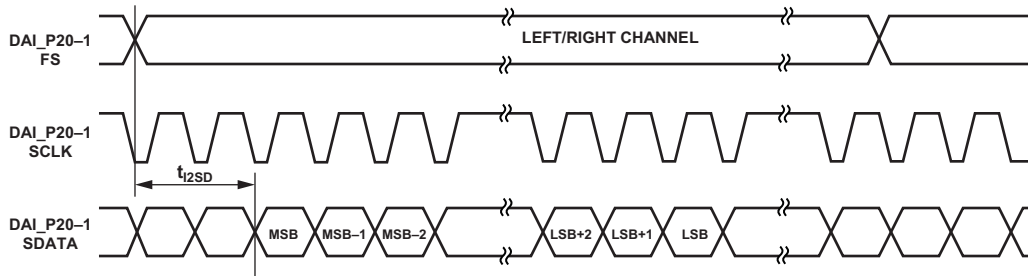 DAI_P20–1
FS
LEFT/RIGHT CHANNEL
DAI_P20–1
SCLK
tI2SD
DAI_P20–1
SDATA
MSB
MSB–1
MSB–2
LSB+2
LSB+1
LSB